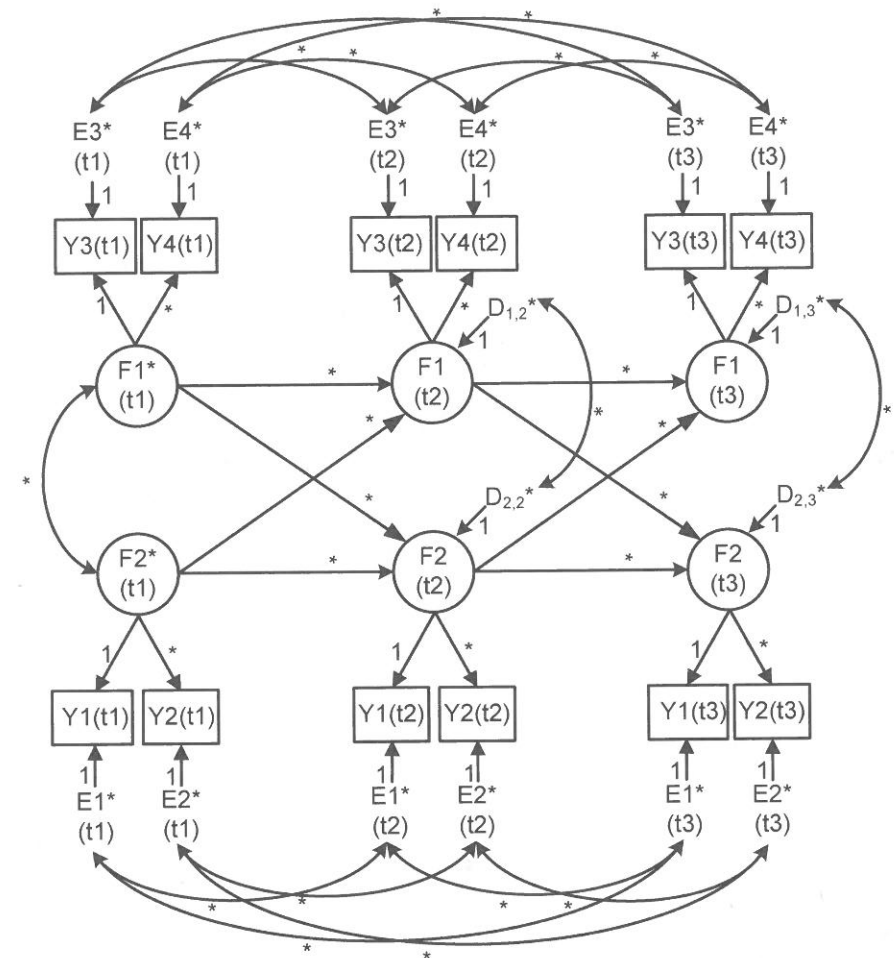 * *
* * * *
E3* E4* E3* E4* E3* E4*
(t1) (t1) (t2) (t2) (t3) (t3)
1 1 1 1 1 1
Y3(t1) Y4(t1) Y3(t2) Y4(t2) Y3(t3) Y4(t3)
1 * 1 * D1,2* 1 * D1,3*
1 1
F1* * F1 * F1
(t1) (t2) (t3)
* * * *
* * *
D2,2* D2,3*
1 1
F2* * F2 * F2
(t1) (t2) (t3)
1 * 1 * 1 *
Y1(t1) Y2(t1) Y1(t2) Y2(t2) Y1(t3) Y2(t3)
1 1 1 1 1 1
E1* E2* E1* E2* E1* E2*
(t1) (t1) (t2) (t2) (t3) (t3)
* * * *
* *